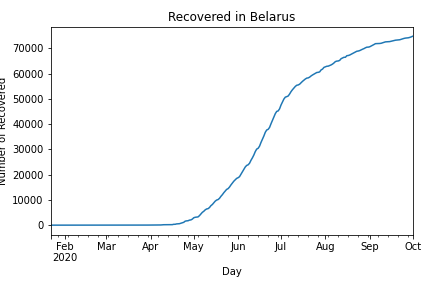 Recovered in Belarus
Number of Recovered
70000
60000
50000
40000
30000
20000
10000
0
Feb Mar Apr May Jun Jul Aug Sep Oct
2020
Day